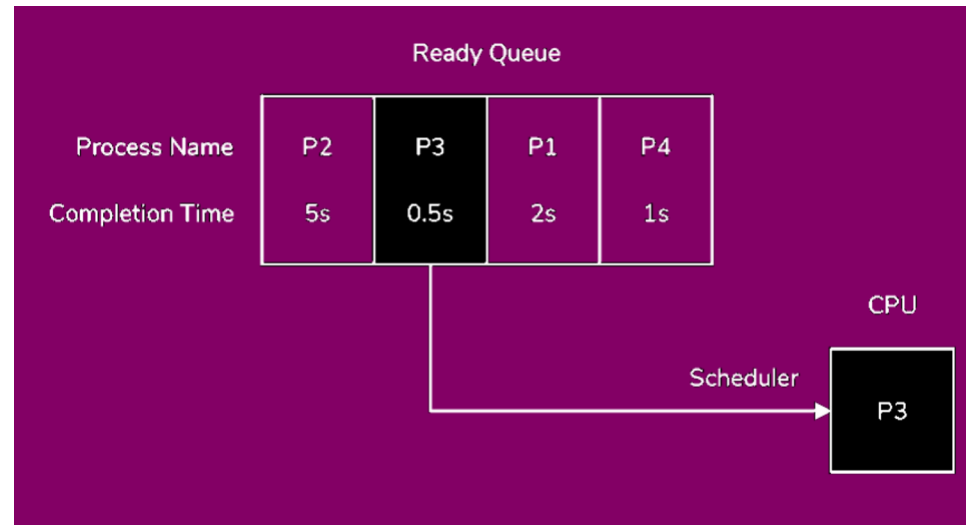 Ready Queue
Process Name P2 P3 P1 P4
Completion Time 5s 0.5s 2s 1s
CPU
Scheduler
P3